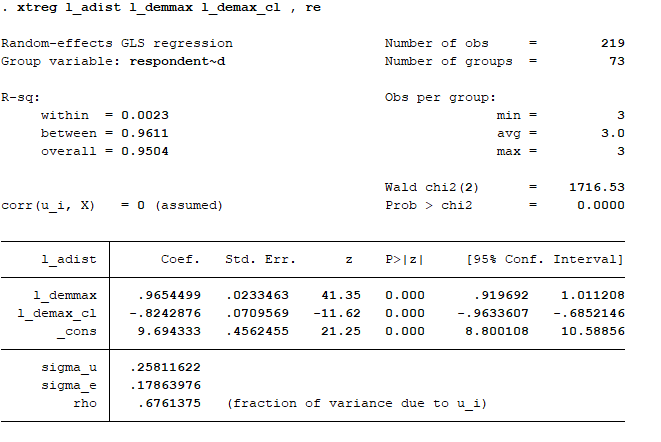 . xtreg l_adist l_demmax l_demax_cl , re
Random-effects GLS regression Number of obs = 219
Group variable: respondent~d Number of groups = 73
R-sq: Obs per group:
within = 0.0023 min = 3
between = 0.9611 avg = 3.0
overall = 0.9504 max = 3
Wald chi2(2) = 1716.53
corr(u_i, X) = 0 (assumed) Prob > chi2 = 0.0000
l_adist Coef. Std. Err. z P>|z| [95% Conf. Interval]
l_demmax .9654499 .0233463 41.35 0.000 .919692 1.011208
l_demax_cl -.8242876 .0709569 -11.62 0.000 -.9633607 -.6852146
_cons 9.694333 .4562455 21.25 0.000 8.800108 10.58856
sigma_u .25811622
sigma_e .17863976
rho .6761375 (fraction of variance due to u_i)